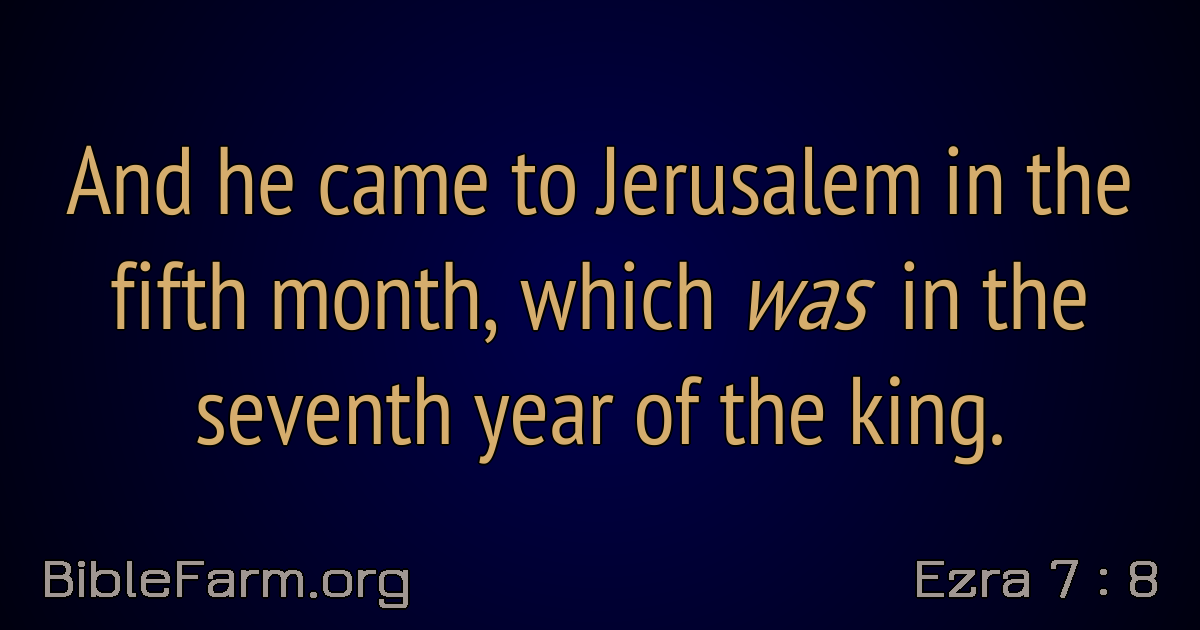 And he came to Jerusalem in the
fifth month, which was in the
seventh year of the king.
BibleFarm.org
Ezra 7 : 8